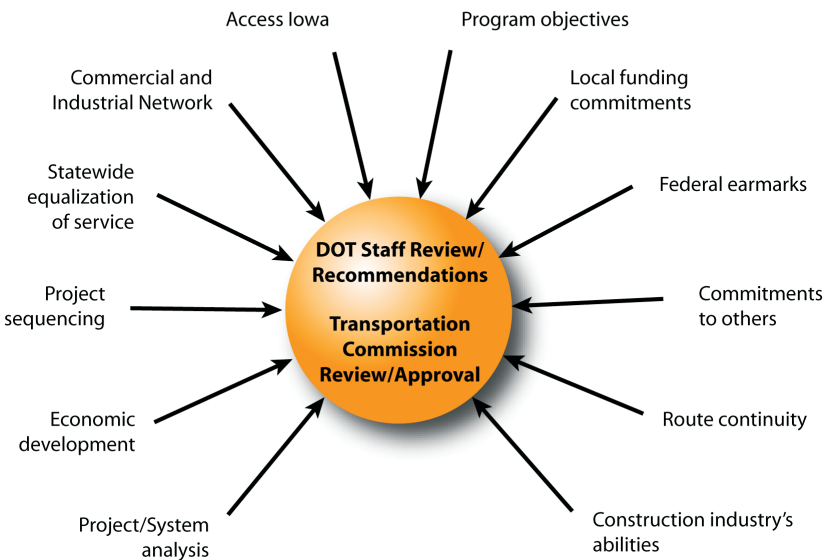 Access Iowa
Program objectives
Commercial and
Industrial Network
Local funding
commitments
Statewide
equalization
of service
Federal earmarks
DOT Staff Review/
Recommendations
Transportation
Commission
Review/Approval
Project
sequencing
Commitments
to others
Economic
development
Route continuity
Project/System
analysis
Construction industry's
abilities